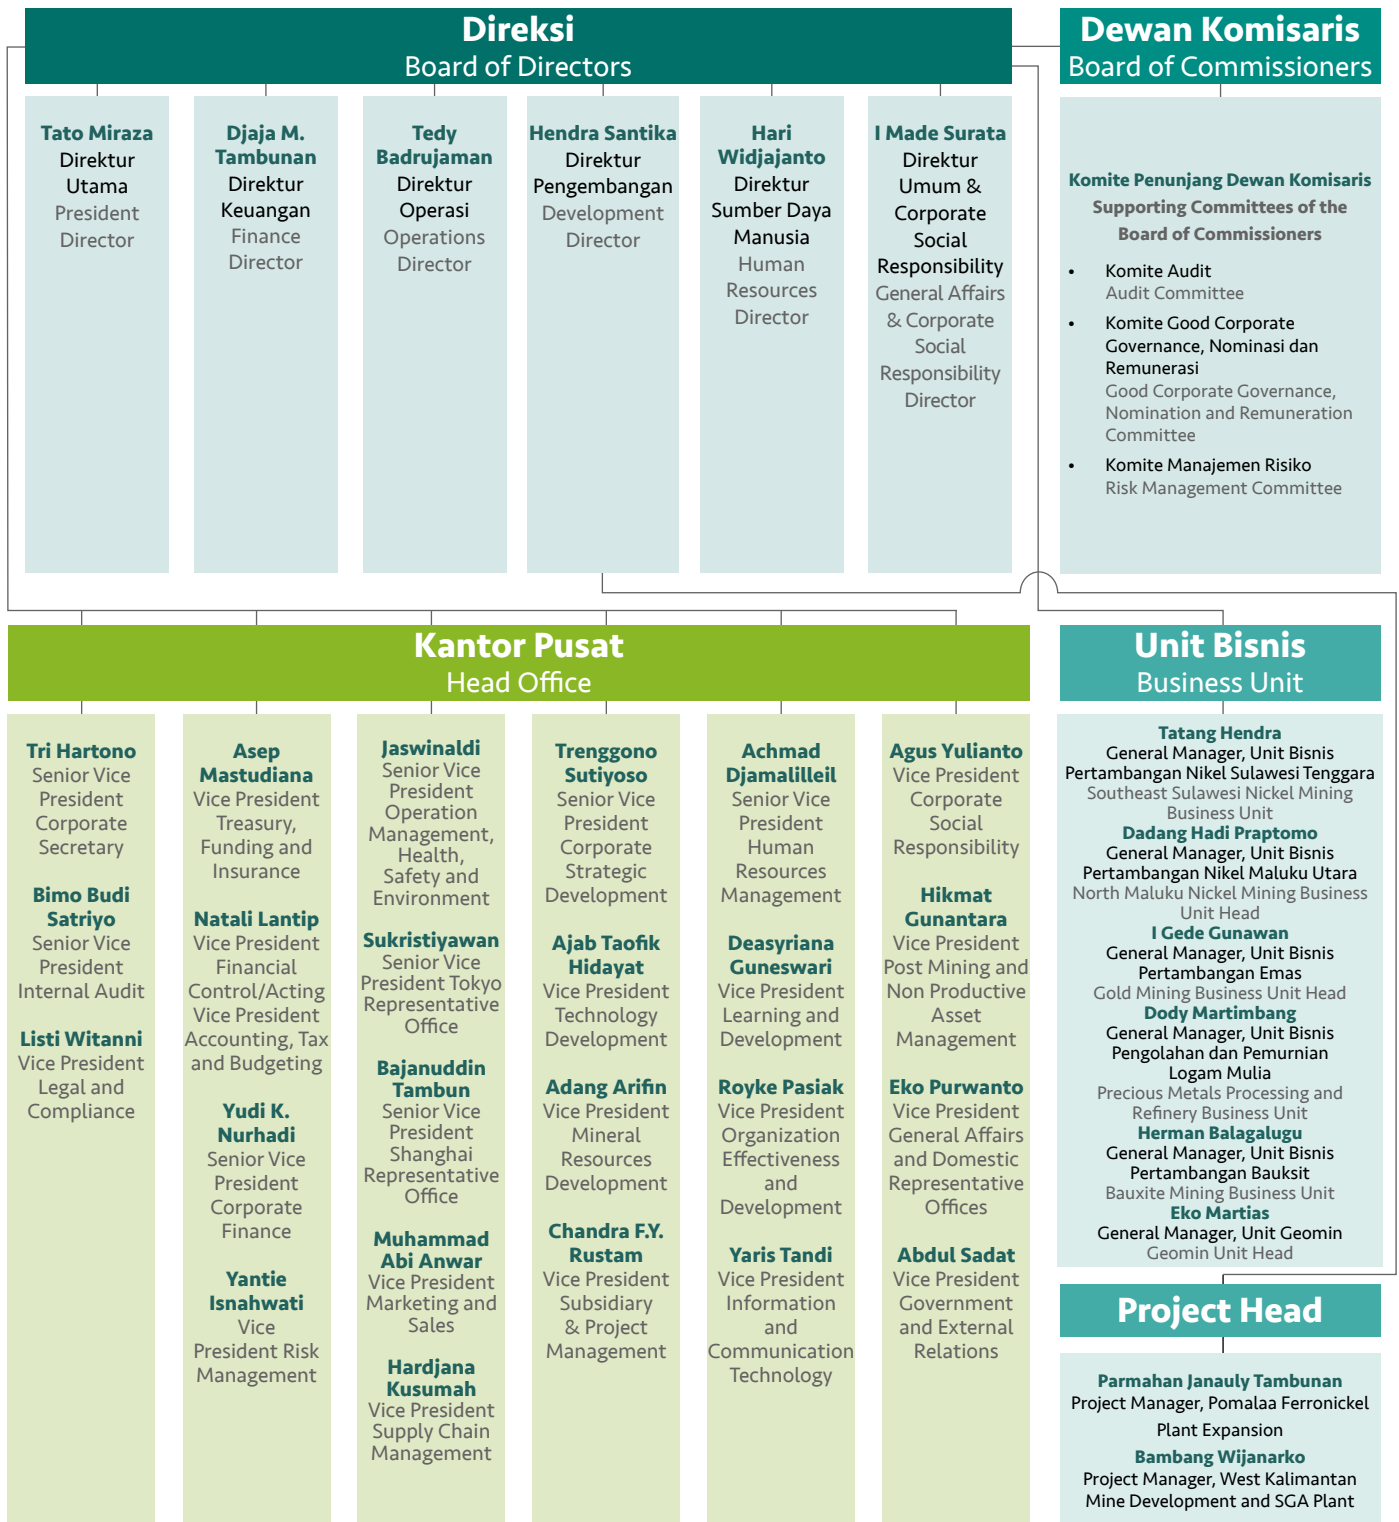 Direksi
Board of Directors
Dewan Komisaris
Board of Commissioners
Tato Miraza
Direktur
Utama
President
Director
Djaja M.
Tambunan
Direktur
Keuangan
Finance
Director
Tedy
Badrujaman
Direktur
Operasi
Operations
Director
Hendra Santika
Direktur
Pengembangan
Development
Director
Hari
Widjajanto
Direktur
Sumber Daya
Manusia
Human
Resources
Director
I Made Surata
Direktur
Umum &
Corporate
Social
Responsibility
General Affairs
& Corporate
Social
Responsibility
Director
Komite Penunjang Dewan Komisaris
Supporting Committees of the
Board of Commissioners
• Komite Audit
Audit Committee
• Komite Good Corporate
Governance, Nominasi dan
Remunerasi
Good Corporate Governance,
Nomination and Remuneration
Committee
• Komite Manajemen Risiko
Risk Management Committee
Kantor Pusat
Head Office
Tri Hartono
Senior Vice
President
Corporate
Secretary
Bimo Budi
Satriyo
Senior Vice
President
Internal Audit
Listi Witanni
Vice President
Legal and
Compliance
Asep
Mastudiana
Vice President
Treasury,
Funding and
Insurance
Natali Lantip
Vice President
Financial
Control/Acting
Vice President
Accounting, Tax
and Budgeting
Yudi K.
Nurhadi
Senior Vice
President
Corporate
Finance
Yantie
Isnahwati
Vice
President Risk
Management
Jaswinaldi
Senior Vice
President
Operation
Management,
Health,
Safety and
Environment
Sukristiyawan
Senior Vice
President Tokyo
Representative
Office
Bajanuddin
Tambun
Senior Vice
President
Shanghai
Representative
Office
Muhammad
Abi Anwar
Vice President
Marketing and
Sales
Hardjana
Kusumah
Vice President
Supply Chain
Management
Trenggono
Sutiyoso
Senior Vice
President
Corporate
Strategic
Development
Ajab Taofik
Hidayat
Vice President
Technology
Development
Adang Arifin
Vice President
Mineral
Resources
Development
Chandra F.Y.
Rustam
Vice President
Subsidiary
& Project
Management
Achmad
Djamalilleil
Senior Vice
President
Human
Resources
Management
Deasyriana
Guneswari
Vice President
Learning and
Development
Royke Pasiak
Vice President
Organization
Effectiveness
and
Development
Yaris Tandi
Vice President
Information
and
Communication
Technology
Agus Yulianto
Vice President
Corporate
Social
Responsibility
Hikmat
Gunantara
Vice President
Post Mining and
Non Productive
Asset
Management
Eko Purwanto
Vice President
General Affairs
and Domestic
Representative
Offices
Abdul Sadat
Vice President
Government
and External
Relations
Unit Bisnis
Business Unit
Tatang Hendra
General Manager, Unit Bisnis
Pertambangan Nikel Sulawesi Tenggara
Southeast Sulawesi Nickel Mining
Business Unit
Dadang Hadi Praptomo
General Manager, Unit Bisnis
Pertambangan Nikel Maluku Utara
North Maluku Nickel Mining Business
Unit Head
I Gede Gunawan
General Manager, Unit Bisnis
Pertambangan Emas
Gold Mining Business Unit Head
Dody Martimbang
General Manager, Unit Bisnis
Pengolahan dan Pemurnian
Logam Mulia
Precious Metals Processing and
Refinery Business Unit
Herman Balagalugu
General Manager, Unit Bisnis
Pertambangan Bauksit
Bauxite Mining Business Unit
Eko Martias
General Manager, Unit Geomin
Geomin Unit Head
Project Head
Parmahan Janauly Tambunan
Project Manager, Pomalaa Ferronickel
Plant Expansion
Bambang Wijanarko
Project Manager, West Kalimantan
Mine Development and SGA Plant